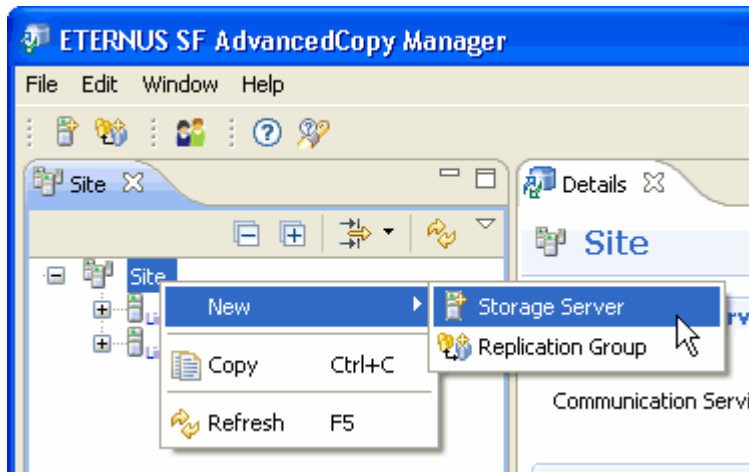 ETERNUS SF AdvancedCopy Manager
File Edit Window Help
Site
Details
Site
Site
New
Storage Server
Replication Group
Copy Ctrl+C
Refresh F5
Communication Servi